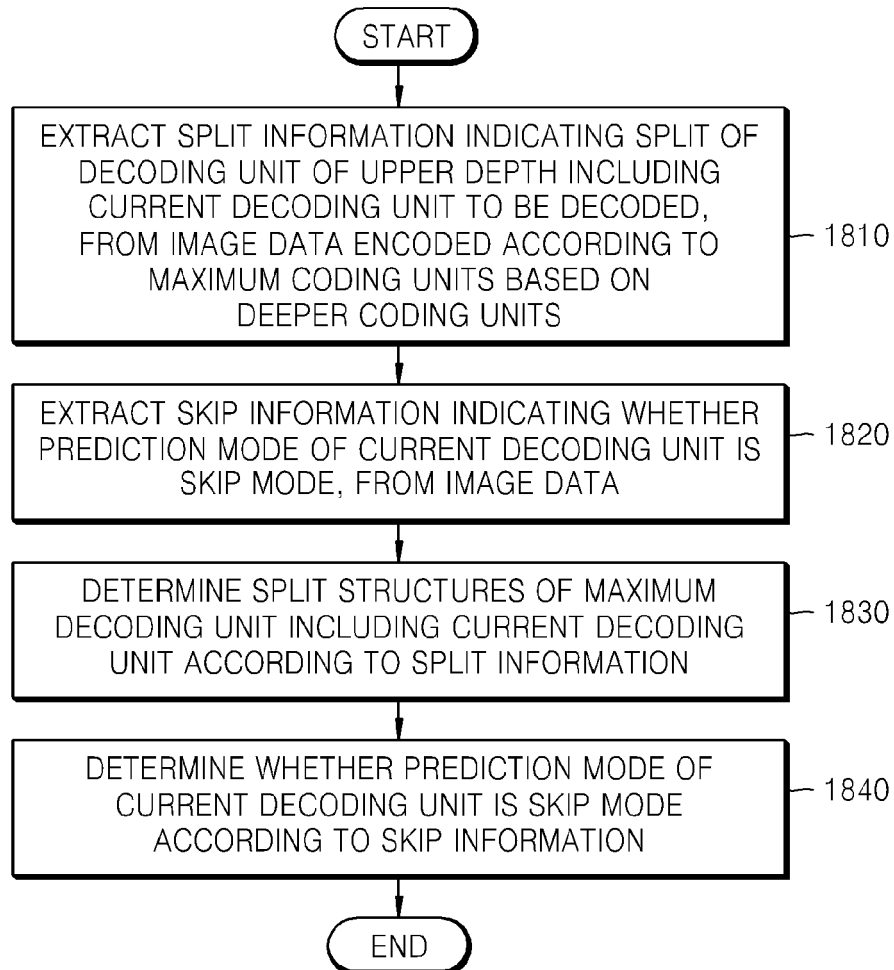 START
EXTRACT SPLIT INFORMATION INDICATING SPLIT OF
DECODING UNIT OF UPPER DEPTH INCLUDING
CURRENT DECODING UNIT TO BE DECODED,
FROM IMAGE DATA ENCODED ACCORDING TO
MAXIMUM CODING UNITS BASED ON
DEEPER CODING UNITS
1810
EXTRACT SKIP INFORMATION INDICATING WHETHER
PREDICTION MODE OF CURRENT DECODING UNIT IS
SKIP MODE, FROM IMAGE DATA
1820
DETERMINE SPLIT STRUCTURES OF MAXIMUM
DECODING UNIT INCLUDING CURRENT DECODING
UNIT ACCORDING TO SPLIT INFORMATION
1830
DETERMINE WHETHER PREDICTION MODE OF
CURRENT DECODING UNIT IS SKIP MODE
ACCORDING TO SKIP INFORMATION
1840
END